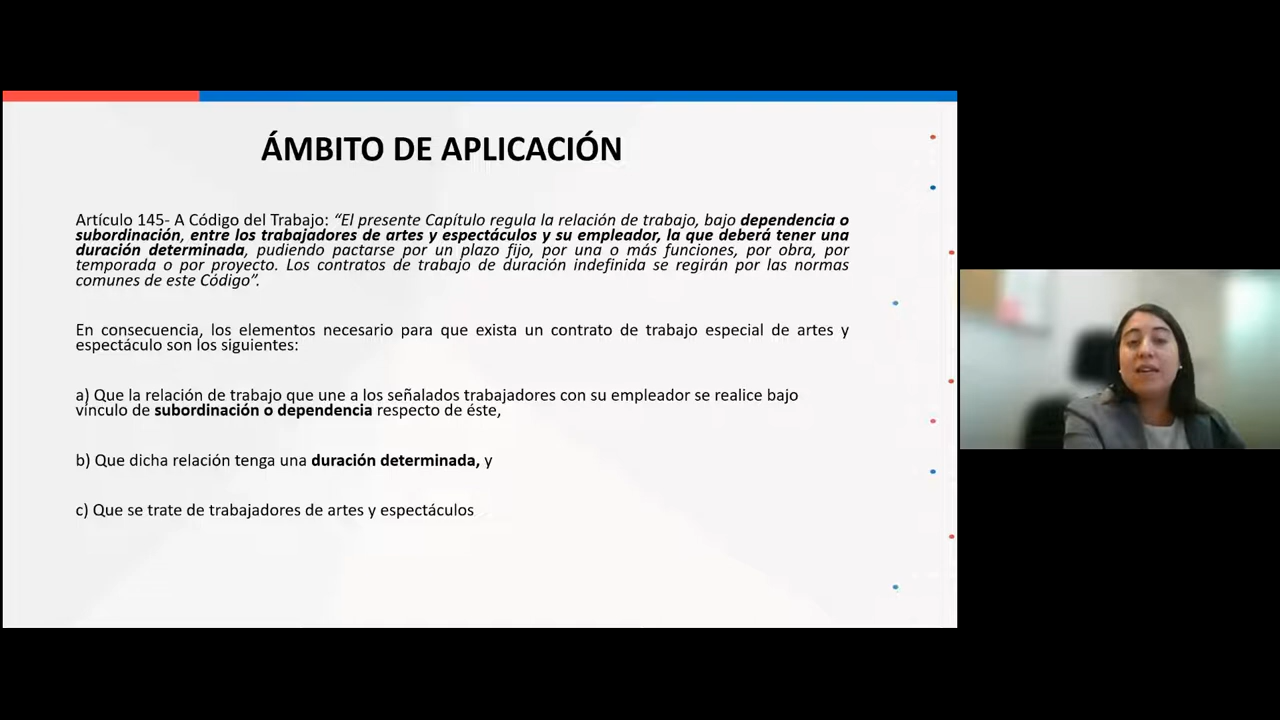 ÁMBITO DE APLICACIÓN
Artículo 145- A Código del Trabajo: “El presente Capítulo regula la relación de trabajo, bajo dependencia o
subordinación, entre los trabajadores de artes y espectáculos y su empleador, la que deberá tener una
duración determinada, pudiendo pactarse por un plazo fijo, por una o más funciones, por obra, por
temporada o por proyecto. Los contratos de trabajo de duración indefinida se regirán por las normas
comunes de este Código”.
En consecuencia, los elementos necesario para que exista un contrato de trabajo especial de artes y
espectáculo son los siguientes:
a) Que la relación de trabajo que une a los señalados trabajadores con su empleador se realice bajo
vínculo de subordinación o dependencia respecto de éste,
b) Que dicha relación tenga una duración determinada, y
c) Que se trate de trabajadores de artes y espectáculos